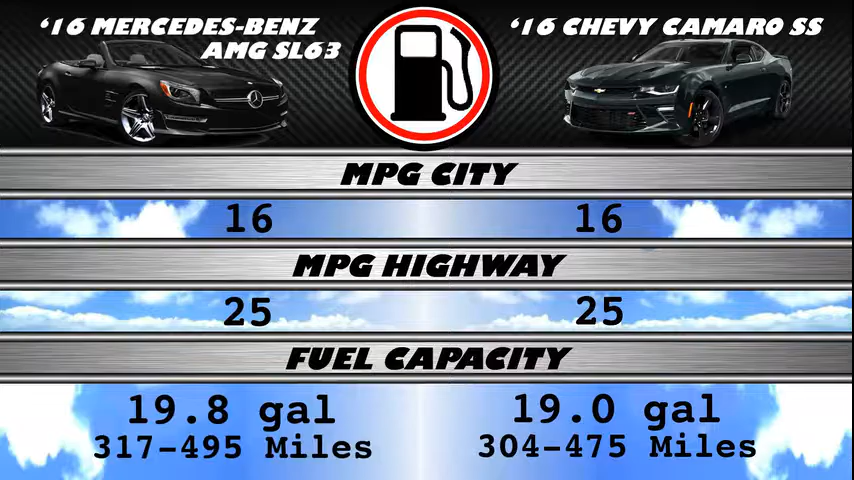 '16 MERCEDES-BENZ
AMG SL63
'16 CHEVY CAMARO SS
MPG CITY
16 16
MPG HIGHWAY
25 25
FUEL CAPACITY
19.8 gal 19.0 gal
317-495 Miles 304-475 Miles